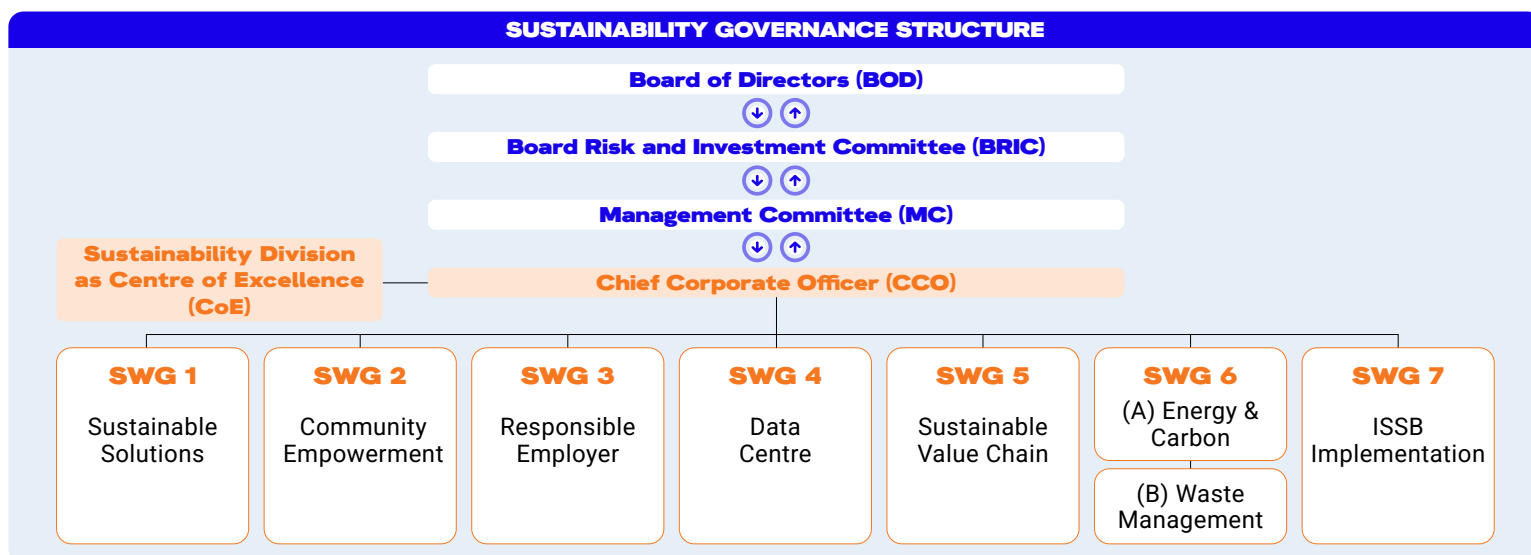 SUSTAINABILITY GOVERNANCE STRUCTURE
Board of Directors (BOD)
Board Risk and Investment Committee (BRIC)
Management Committee (MC)
Sustainability Division
as Centre of Excellence
(CoE)
Chief Corporate Officer (CCO)
SWG 1
Sustainable
Solutions
SWG 2
Community
Empowerment
SWG 3
Responsible
Employer
SWG 4
Data
Centre
SWG 5
Sustainable
Value Chain
SWG 6
(A) Energy &
Carbon
(B) Waste
Management
SWG 7
ISSB
Implementation